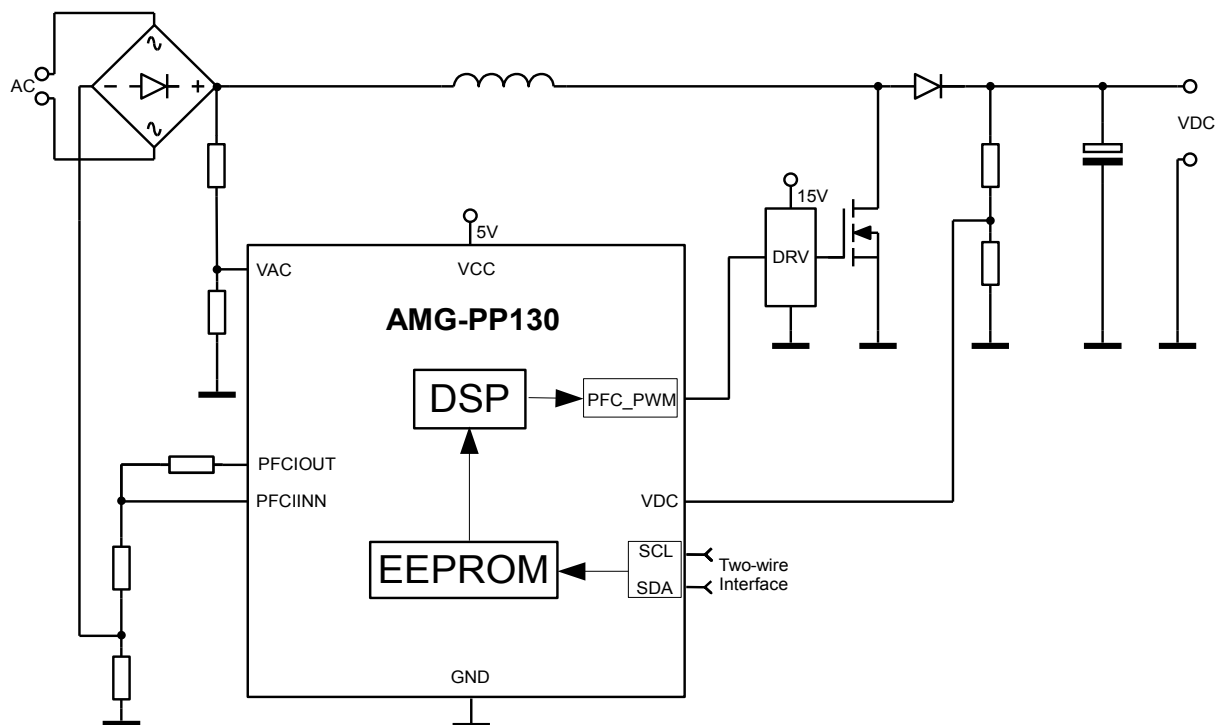 AC
VDC
15V
5V
DRV
VAC
VCC
AMG-PP130
DSP
PFC_PWM
PFCIOUT
PFCIINN
VDC
EEPROM
SCL
SDA
Two-wire
Interface
GND